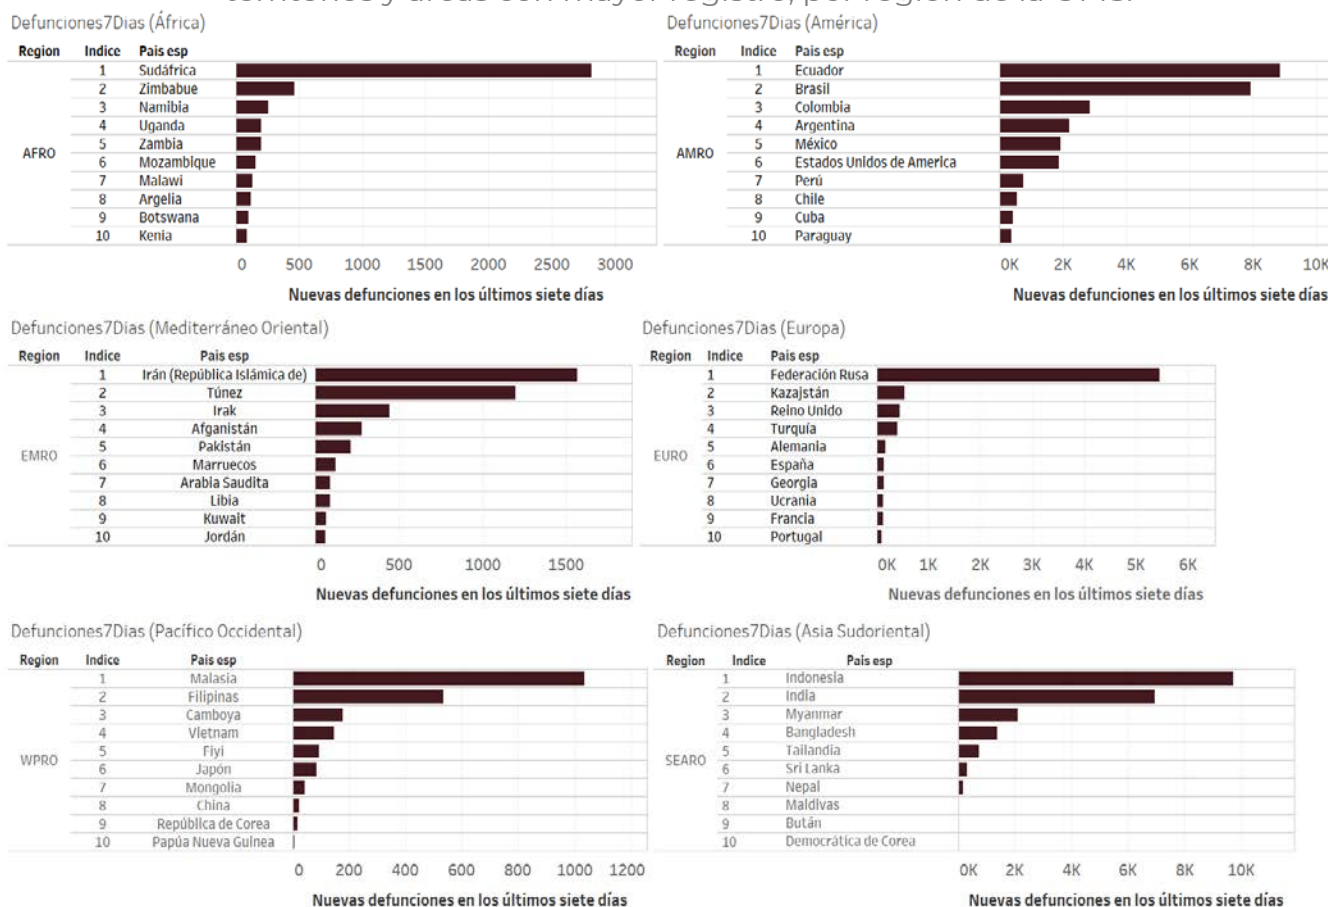 territorios y áreas con mayor registro, por región de la OMS.
Defunciones7Dias (África)
Region Indice Pais esp
AFRO
1 Sudáfrica
2 Zimbabue
3 Namibia
4 Uganda
5 Zambia
6 Mozambique
7 Malawi
8 Argelia
9 Botswana
10 Kenia
0 500 1000 1500 2000 2500 3000
Nuevas defunciones en los últimos siete días
Defunciones7Dias (América)
Region Indice Pais esp
AMRO
1 Ecuador
2 Brasil
3 Colombia
4 Argentina
5 México
6 Estados Unidos de America
7 Perú
8 Chile
9 Cuba
10 Paraguay
0K 2K 4K 6K 8K 10K
Nuevas defunciones en los últimos siete días
Defunciones7Dias (Mediterráneo Oriental)
Region Indice Pais esp
EMRO
1 Irán (República Islámica de)
2 Túnez
3 Irak
4 Afganistán
5 Pakistán
6 Marruecos
7 Arabia Saudita
8 Libia
9 Kuwait
10 Jordán
0 500 1000 1500
Nuevas defunciones en los últimos siete días
Defunciones7Dias (Europa)
Region Indice Pais esp
EURO
1 Federación Rusa
2 Kazajstán
3 Reino Unido
4 Turquía
5 Alemania
6 España
7 Georgia
8 Ucrania
9 Francia
10 Portugal
0K 1K 2K 3K 4K 5K 6K
Nuevas defunciones en los últimos siete días
Defunciones7Dias (Pacífico Occidental)
Region Indice Pais esp
WPRO
1 Malasia
2 Filipinas
3 Camboya
4 Vietnam
5 Fiyi
6 Japón
7 Mongolia
8 China
9 República de Corea
10 Papúa Nueva Guinea
0 200 400 600 800 1000 1200
Nuevas defunciones en los últimos siete días
Defunciones7Dias (Asia Sudoriental)
Region Indice Pais esp
SEARO
1 Indonesia
2 India
3 Myanmar
4 Bangladesh
5 Tailandia
6 Sri Lanka
7 Nepal
8 Maldivas
9 Bután
10 Democrática de Corea
0K 2K 4K 6K 8K 10K
Nuevas defunciones en los últimos siete días